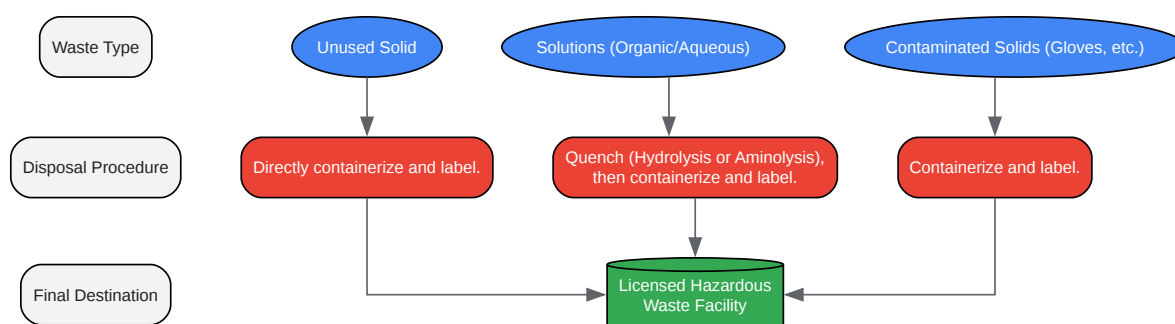 Waste Type
Unused Solid
Solutions (Organic/Aqueous)
Contaminated Solids (Gloves, etc.)
Disposal Procedure
Directly containerize and label.
Quench (Hydrolysis or Aminolysis),
then containerize and label.
Containerize and label.
Final Destination
Licensed Hazardous
Waste Facility